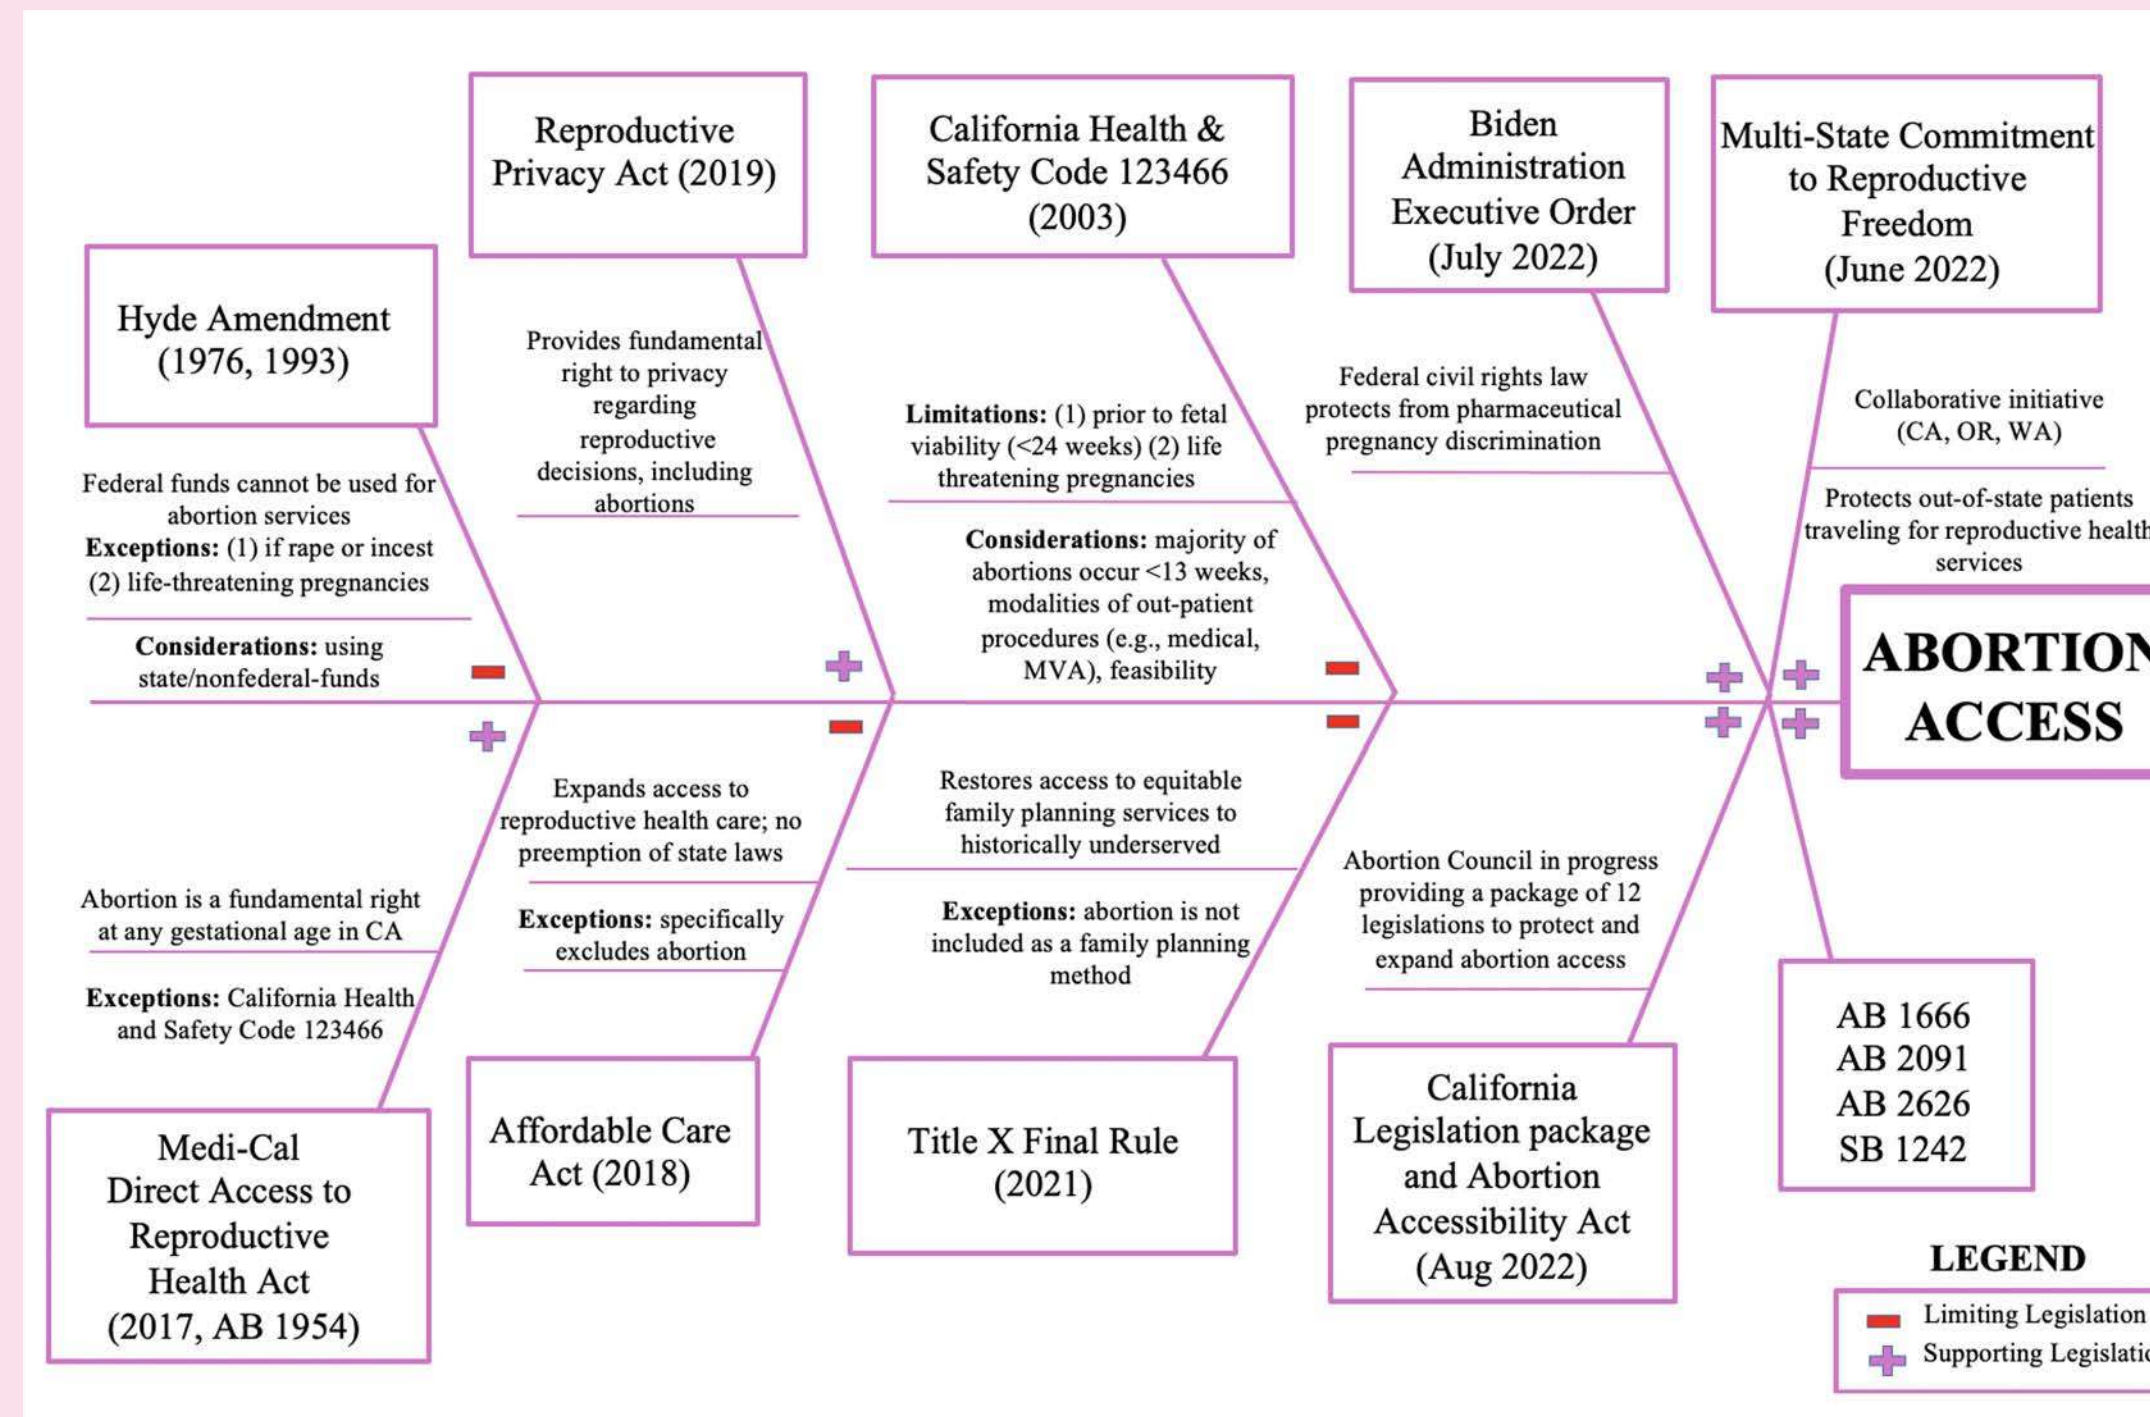 Reproductive
Privacy Act (2019)
California Health &
Safety Code 123466
(2003)
Biden
Administration
Executive Order
(July 2022)
Multi-State Commitment
to Reproductive
Freedom
(June 2022)
Hyde Amendment
(1976, 1993)
Provides fundamental
right to privacy
regarding
reproductive
decisions, including
abortions
Limitations: (1) prior to fetal
viability (<24 weeks) (2) life
threatening pregnancies
Federal civil rights law
protects from pharmaceutical
pregnancy discrimination
Collaborative initiative
(CA, OR, WA)
Federal funds cannot be used for
abortion services
Exceptions: (1) if rape or incest
(2) life-threatening pregnancies
Considerations: using
state/nonfederal-funds
Considerations: majority of
abortions occur <13 weeks,
modalities of out-patient
procedures (e.g., medical,
MVA), feasibility
Protects out-of-state patients
traveling for reproductive health
services
ABORTION
ACCESS
Abortion is a fundamental right
at any gestational age in CA
Exceptions: California Health
and Safety Code 123466
Expands access to
reproductive health care; no
preemption of state laws
Exceptions: specifically
excludes abortion
Restores access to equitable
family planning services to
historically underserved
Exceptions: abortion is not
included as a family planning
method
Abortion Council in progress
providing a package of 12
legislations to protect and
expand abortion access
Medi-Cal
Direct Access to
Reproductive
Health Act
(2017, AB 1954)
Affordable Care
Act (2018)
Title X Final Rule
(2021)
California
Legislation package
and Abortion
Accessibility Act
(Aug 2022)
AB 1666
AB 2091
AB 2626
SB 1242
LEGEND
Limiting Legislation
Supporting Legislatio